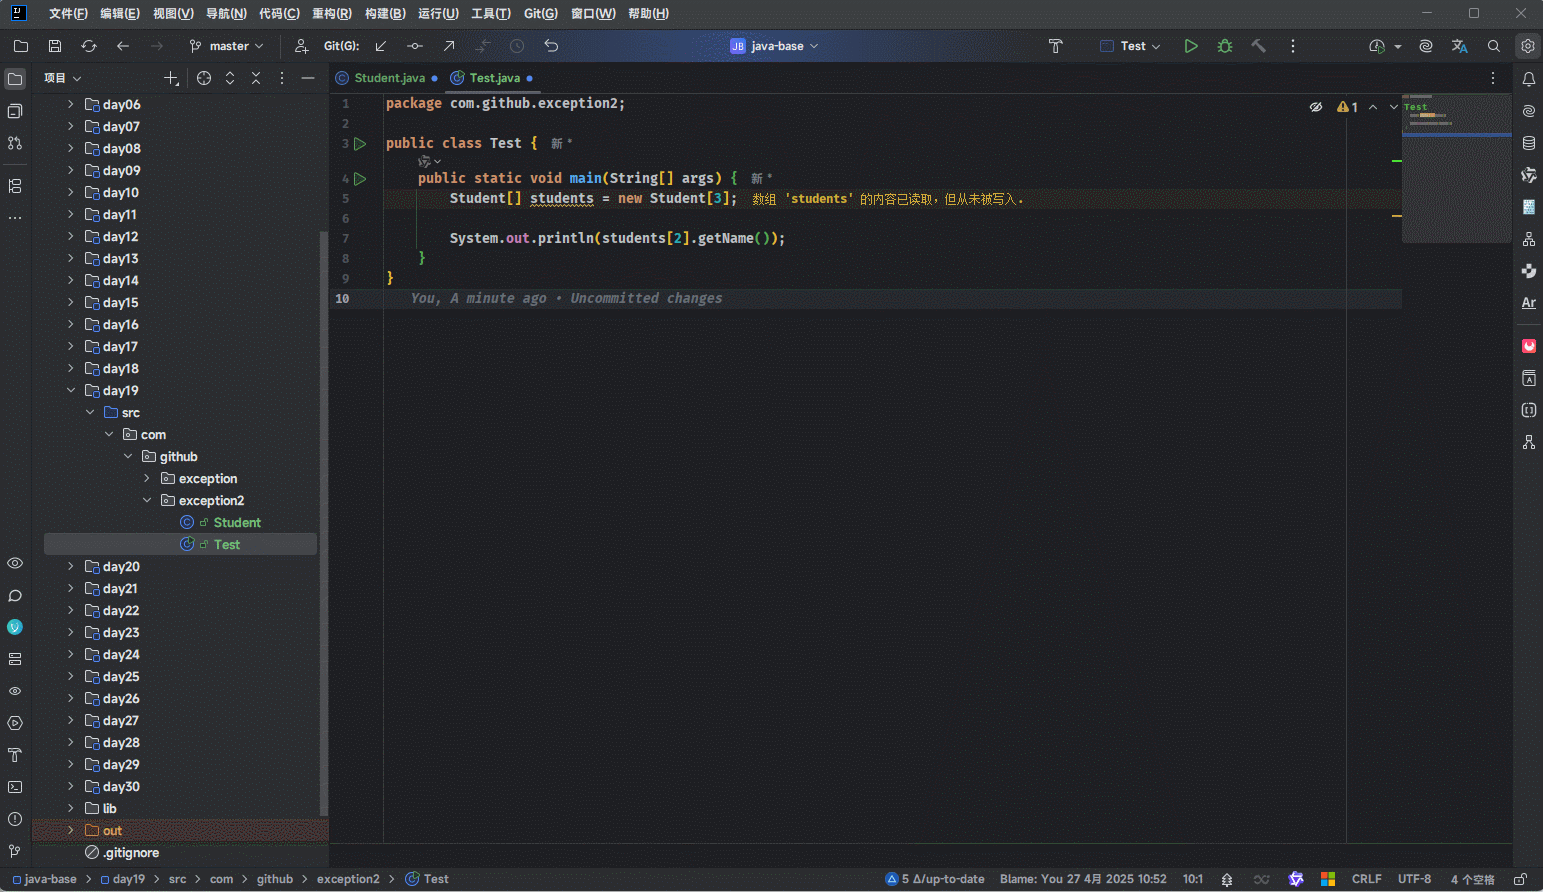 文件(F) 编辑(E) 视图(V) 导航(N) 代码(C) 重构(R) 构建(B) 运行(U) 工具(T) Git(G) 窗口(W) 帮助(H)
master Git(G): JB java-base Test
项目
Student.java Test.java
day06
day07
day08
day09
day10
day11
day12
day13
day14
day15
day16
day17
day18
day19
src
com
github
exception
exception2
Student
Test
day20
day21
day22
day23
day24
day25
day26
day27
day28
day29
day30
lib
out
.gitignore
1 package com.github.exception2;
2
3 public class Test { 新 *
4 public static void main(String[] args) { 新 *
5 Student[] students = new Student[3]; 数组 'students' 的内容已读取，但从未被写入.
6
7 System.out.println(students[2].getName());
8 }
9 }
10 You, A minute ago • Uncommitted changes
1
Test
Ar
java-base > day19 > src > com > github > exception2 > Test
5 Δ/up-to-date Blame: You 27 4月 2025 10:52 10:1 CRLF UTF-8 4 个空格